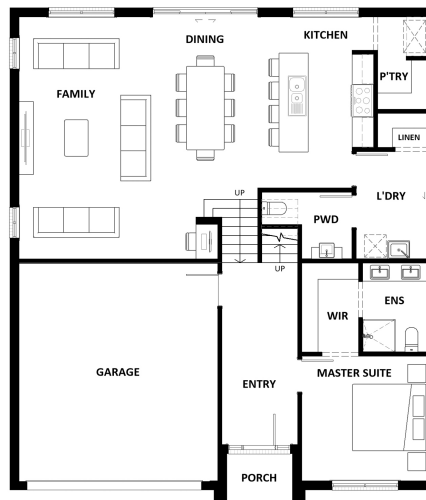 KITCHEN
DINING
P'TRY
FAMILY
LINEN
UP
L'DRY
PWD
UP
ENS
WIR
GARAGE
MASTER SUITE
ENTRY
PORCH